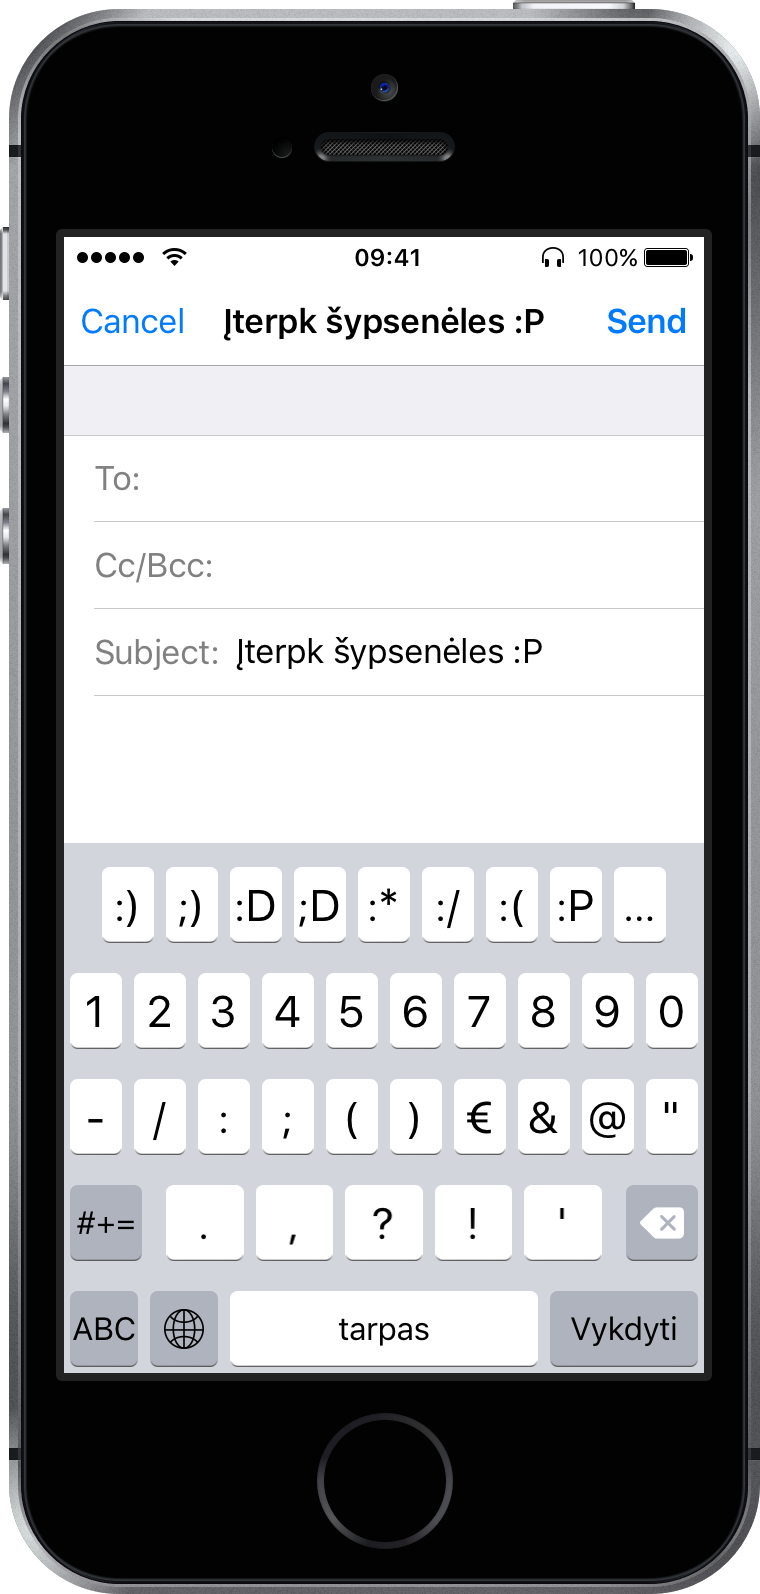 09:41 100%
Cancel Įterpk šypsenėles :P Send
To:
Cc/Bcc:
Subject: Įterpk šypsenėles :P
:) ;) :D ;D :* :/ :( :P ...
1 2 3 4 5 6 7 8 9 0
- / : ; ( ) € & @ "
#+= . , ? ! '
ABC tarpas Vykdyti